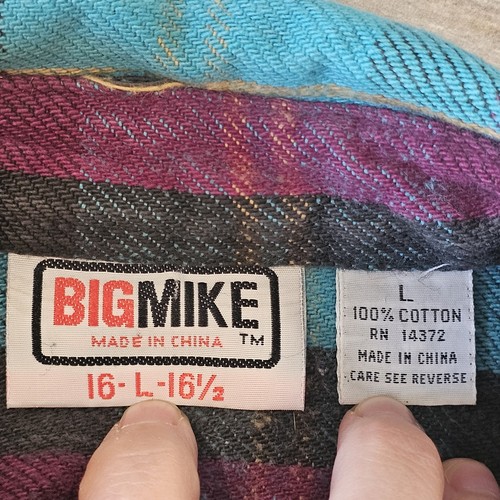 BIGMIKE
MADE IN CHINA TM
16-L-16½
L
100% COTTON
RN 14372
MADE IN CHINA
CARE SEE REVERSE